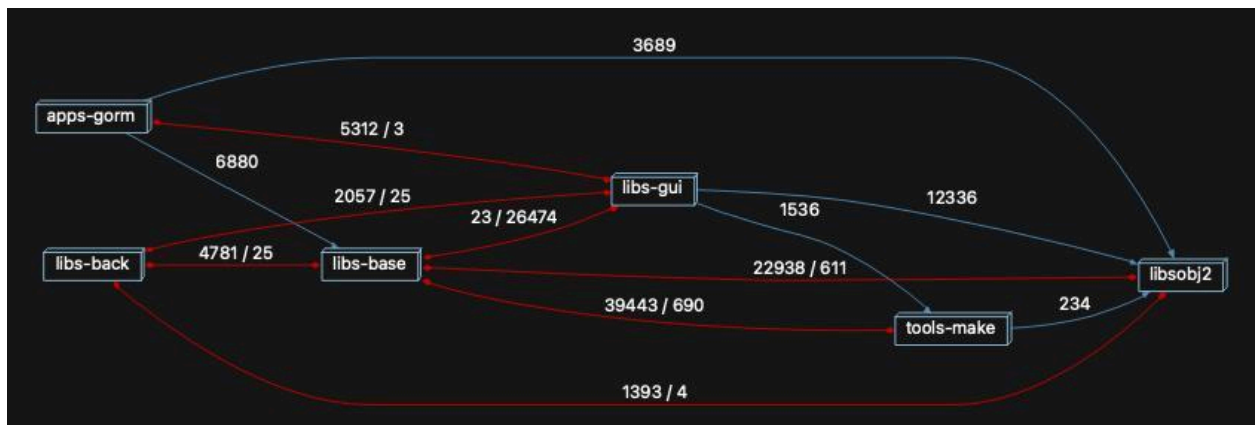 3689
apps-gorm
5312 / 3
6880
libs-gui
2057 / 25
12336
1536
23 / 26474
4781 / 25
libs-back
libs-base
22938 / 611
libsobj2
39443 / 690
234
tools-make
1393 / 4